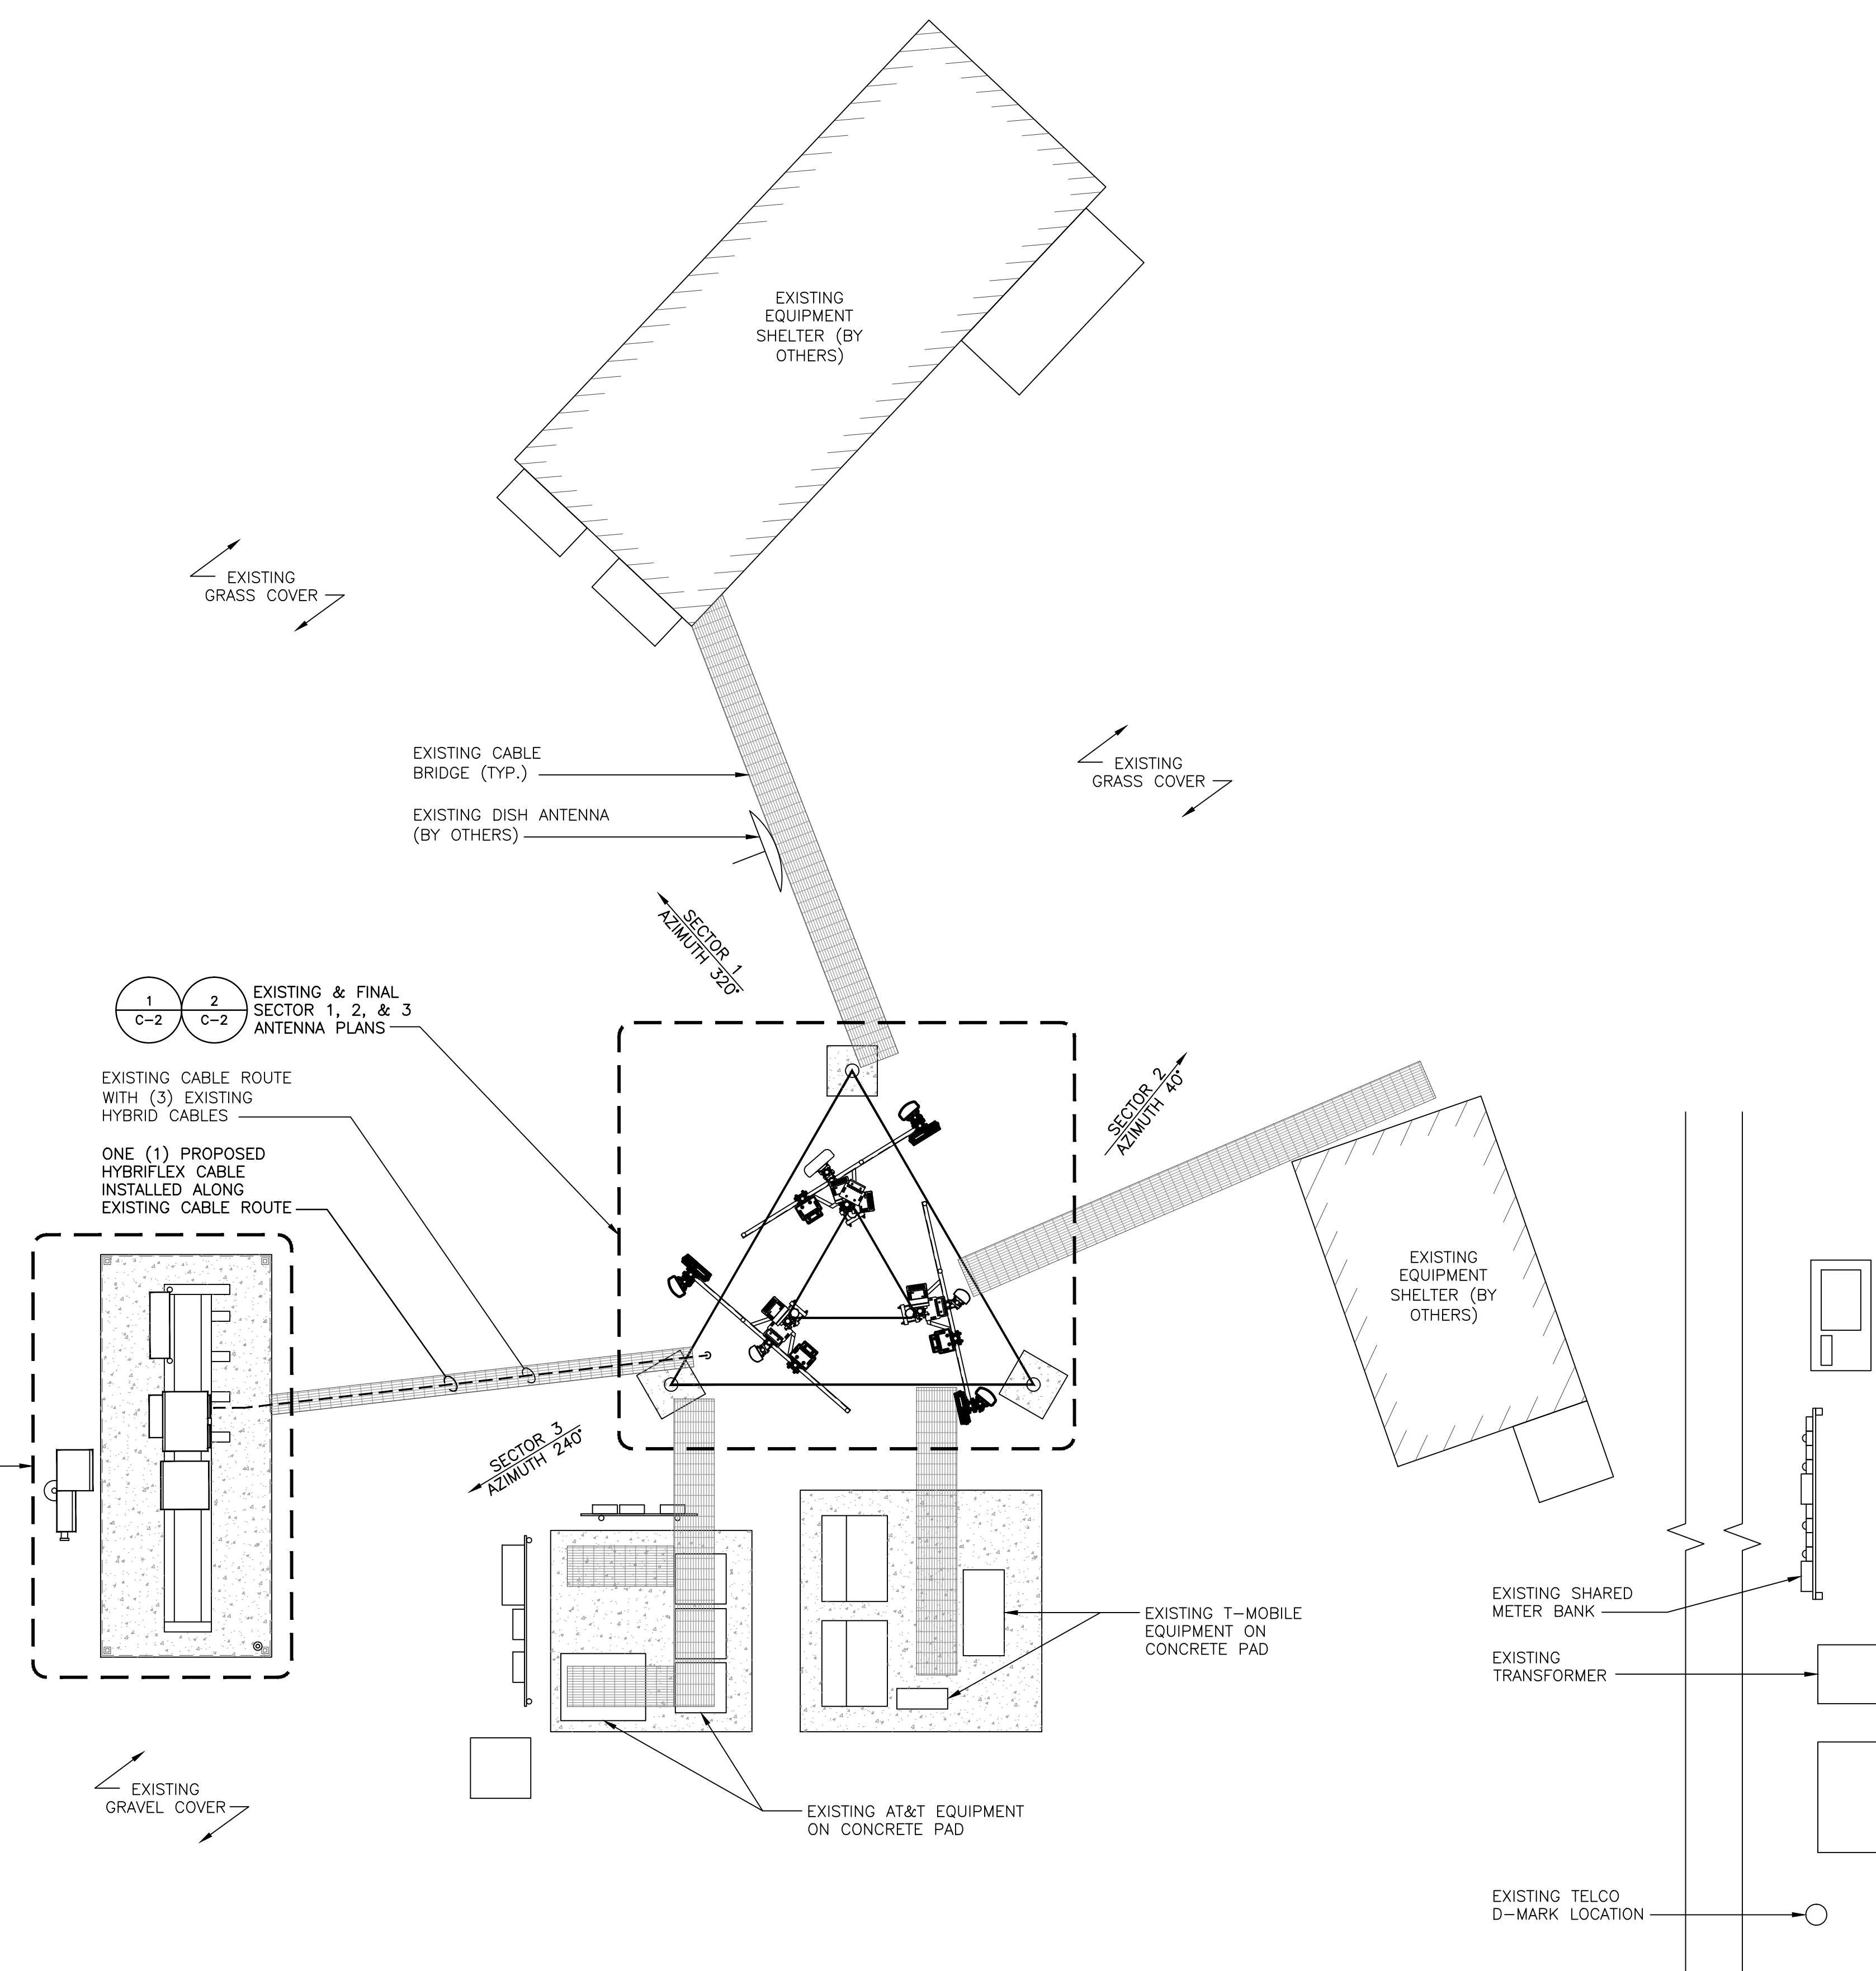 EXISTING
EQUIPMENT
SHELTER (BY
OTHERS)
EXISTING
GRASS COVER
EXISTING CABLE
BRIDGE (TYP.)
EXISTING
GRASS COVER
EXISTING DISH ANTENNA
(BY OTHERS)
SECTOR 1
AZIMUTH 320°
1
C-2
2
C-2
EXISTING & FINAL
SECTOR 1, 2, & 3
ANTENNA PLANS
EXISTING CABLE ROUTE
WITH (3) EXISTING
HYBRID CABLES
SECTOR 2
AZIMUTH 40°
ONE (1) PROPOSED
HYBRIFLEX CABLE
INSTALLED ALONG
EXISTING CABLE ROUTE
EXISTING
EQUIPMENT
SHELTER (BY
OTHERS)
SECTOR 3
AZIMUTH 240°
EXISTING SHARED
METER BANK
EXISTING T-MOBILE
EQUIPMENT ON
CONCRETE PAD
EXISTING
TRANSFORMER
EXISTING
GRAVEL COVER
EXISTING AT&T EQUIPMENT
ON CONCRETE PAD
EXISTING TELCO
D-MARK LOCATION